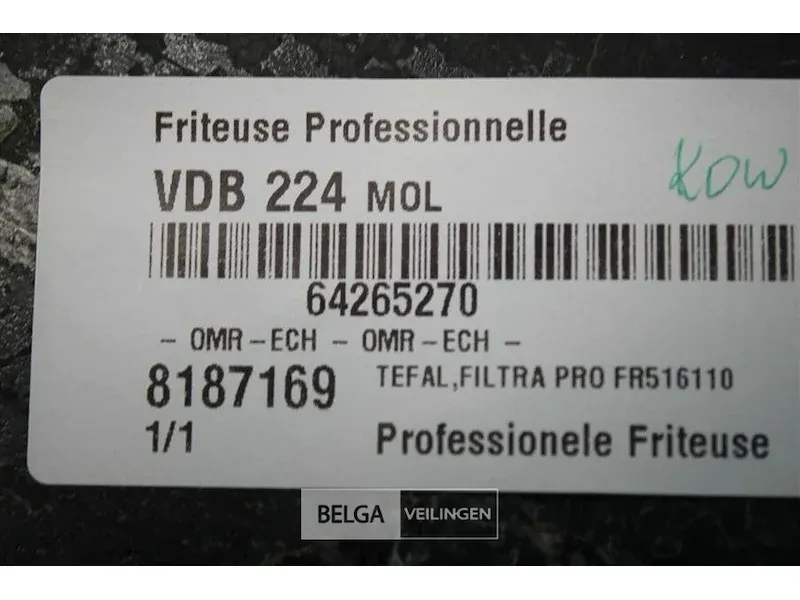 Friteuse Professionnelle
KOW
VDB 224 MOL
64265270
- OMR-ECH - OMR-ECH -
8187169 TEFAL,FILTRA PRO FR516110
1/1 Professionele Friteuse
BELGA VEILINGEN